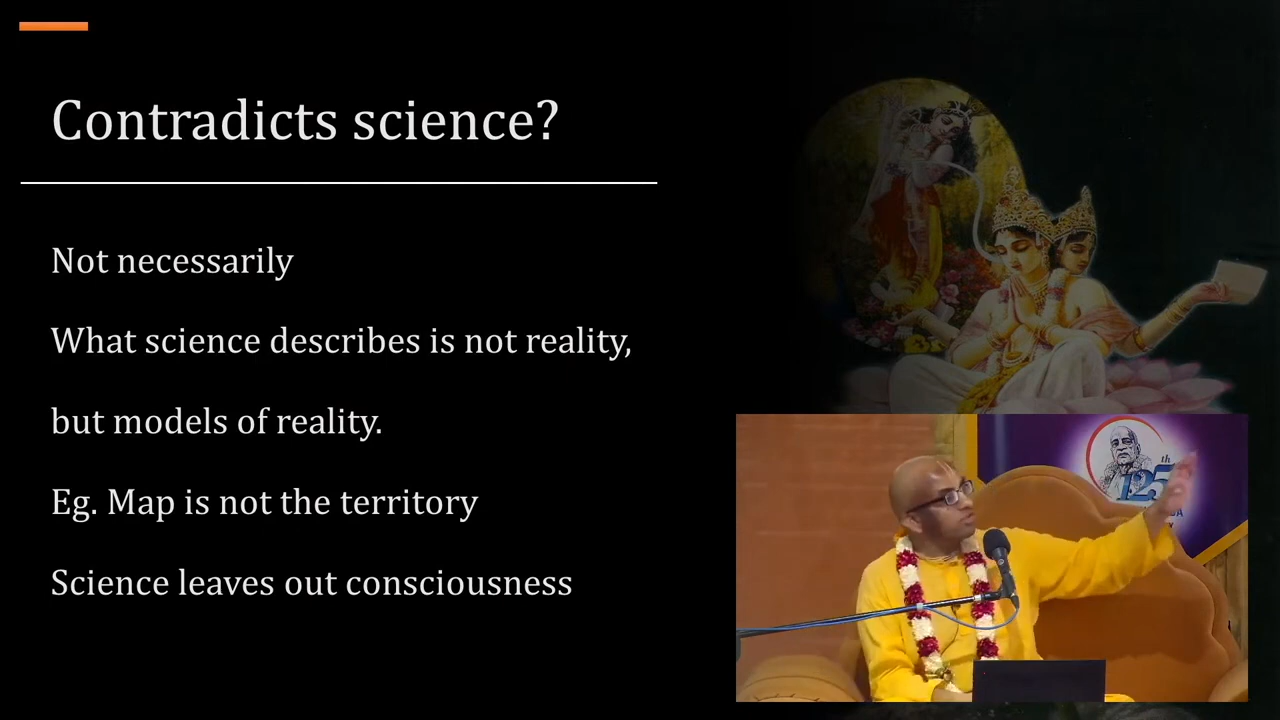 Contradicts science?
Not necessarily
What science describes is not reality,
but models of reality.
Eg. Map is not the territory
Science leaves out consciousness
125th